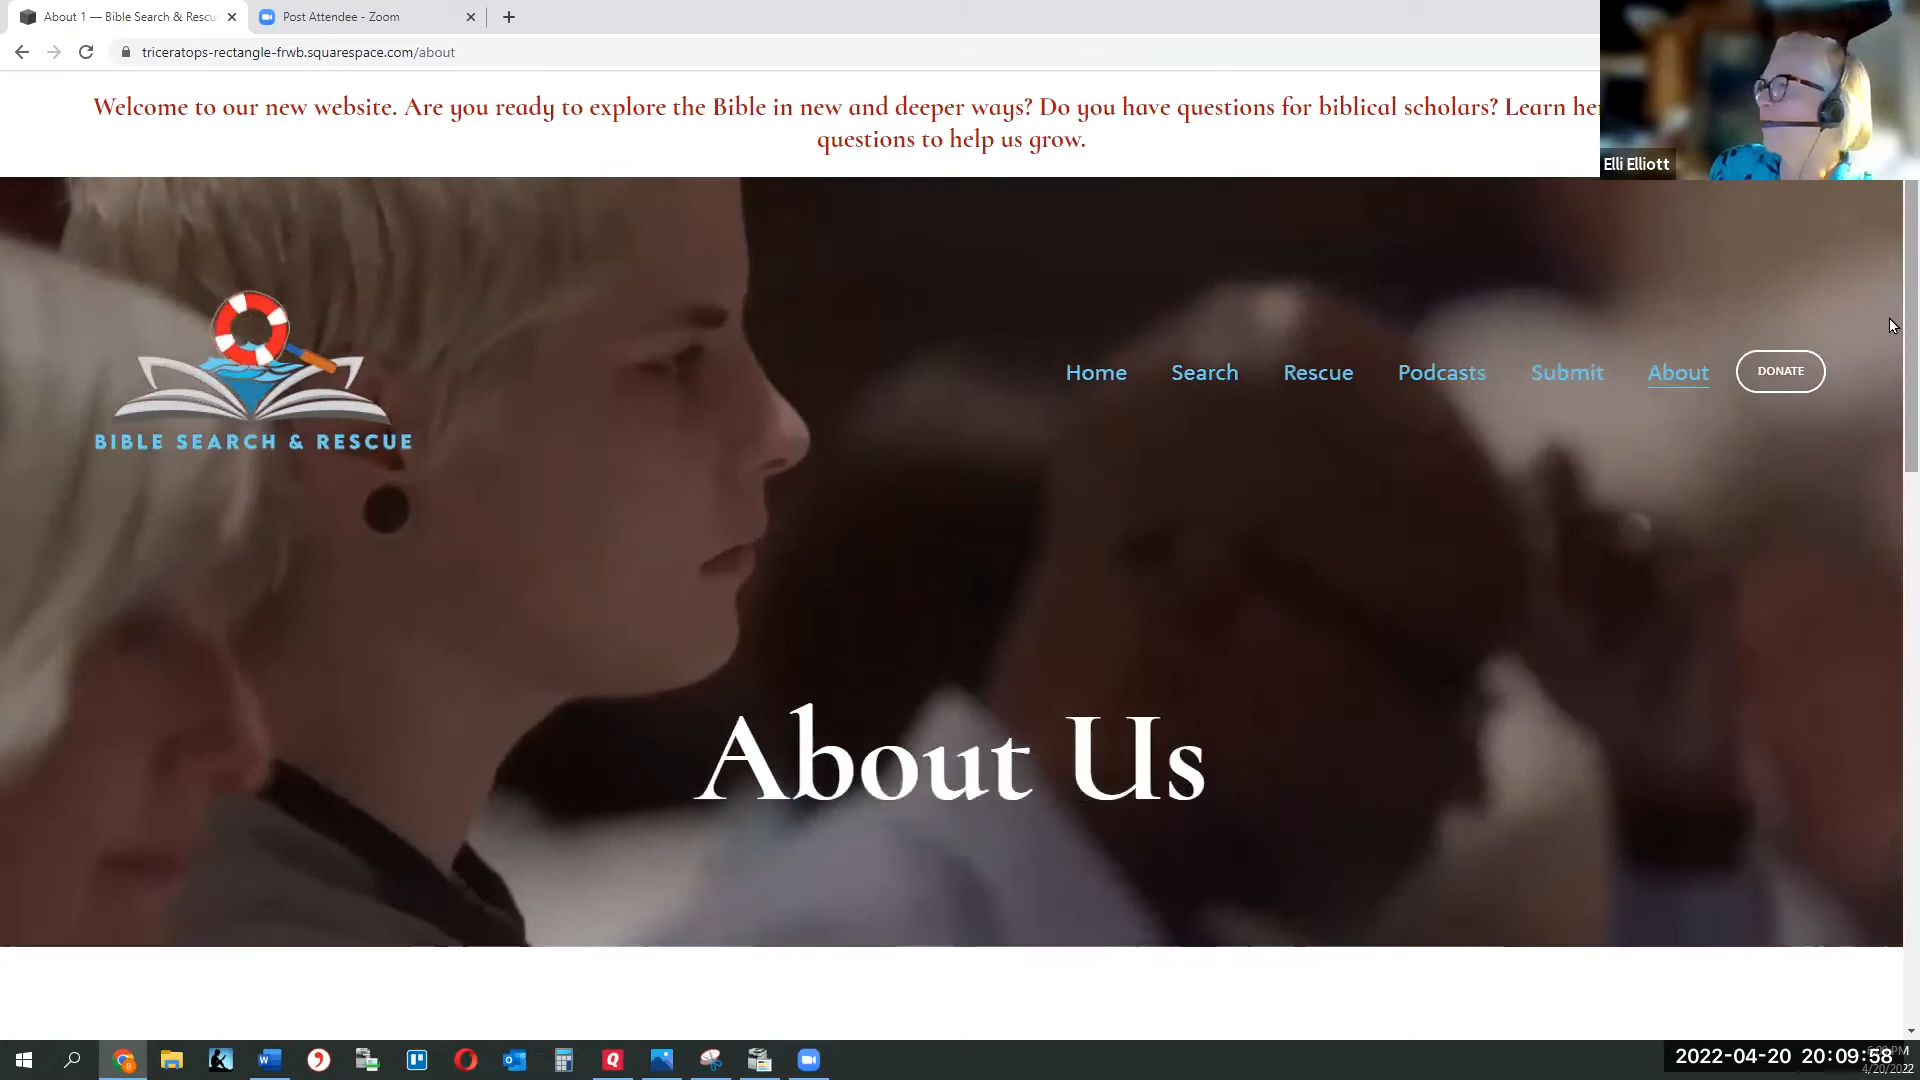 About 1 — Bible Search & Rescu
Post Attendee - Zoom
triceratops-rectangle-frwb.squarespace.com/about
Welcome to our new website. Are you ready to explore the Bible in new and deeper ways? Do you have questions for biblical scholars? Learn
questions to help us grow.
Elli Elliott
BIBLE SEARCH & RESCUE
Home Search Rescue Podcasts Submit About DONATE
About Us
2022-04-20 20:09:58
4/20/2022